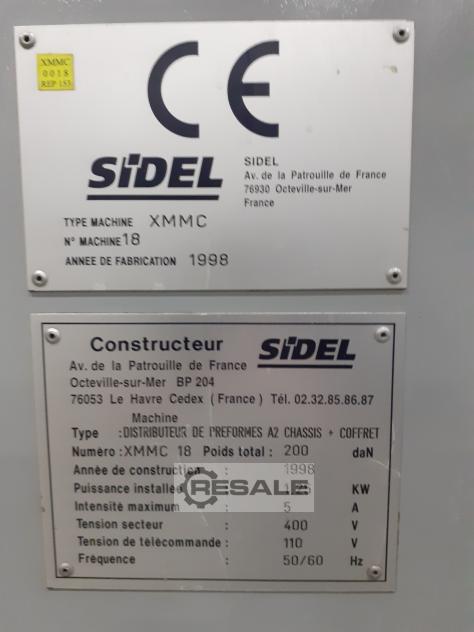 XMMC
0018
REP 153
CE
SIDEL
SIDEL
Av. de la Patrouille de France
76930 Octeville-sur-Mer
France
TYPE MACHINE XMMC
N° MACHINE 18
ANNEE DE FABRICATION 1998
Constructeur SIDEL
Av. de la Patrouille de France
Octeville-sur-Mer BP 204
76053 Le Havre Cedex (France) Tél. 02.32.85.86.87
Machine
Type :DISTRIBUTEUR DE PREFORMES A2 CHASSIS + COFFRET
Numéro :XMMC 18 Poids total : 200 daN
Année de construction : 1998
Puissance installée KW
Intensité maximum : 5 A
Tension secteur : 400 V
Tension de télécommande : 110 V
Fréquence : 50/60 Hz
RESALE